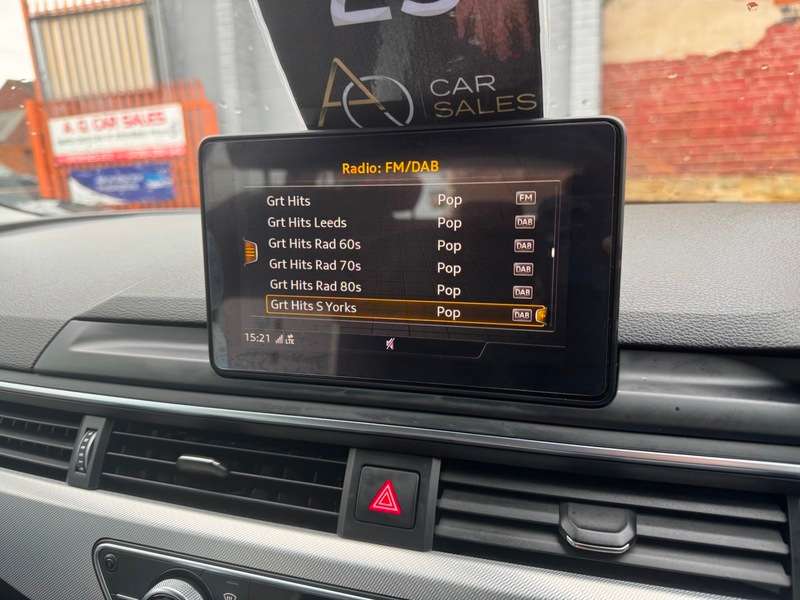 AO CAR
SALES
A.O CAR SALES
Radio: FM/DAB
Grt Hits Pop FM
Grt Hits Leeds Pop DAB
Grt Hits Rad 60s Pop DAB
Grt Hits Rad 70s Pop DAB
Grt Hits Rad 80s Pop DAB
Grt Hits S Yorks Pop DAB
15:21 LTE